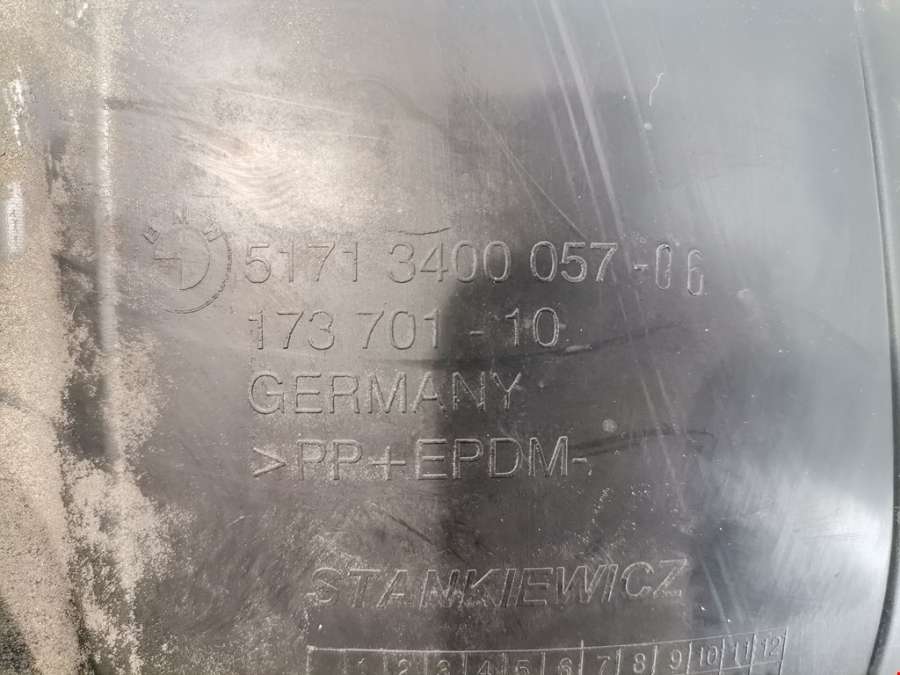 BMW
5171 3400 057-06
173 701 - 10
GERMANY
>PP+EPDM-
STANKIEWICZ
1 2 3 4 5 6 7 8 9 10 11 12